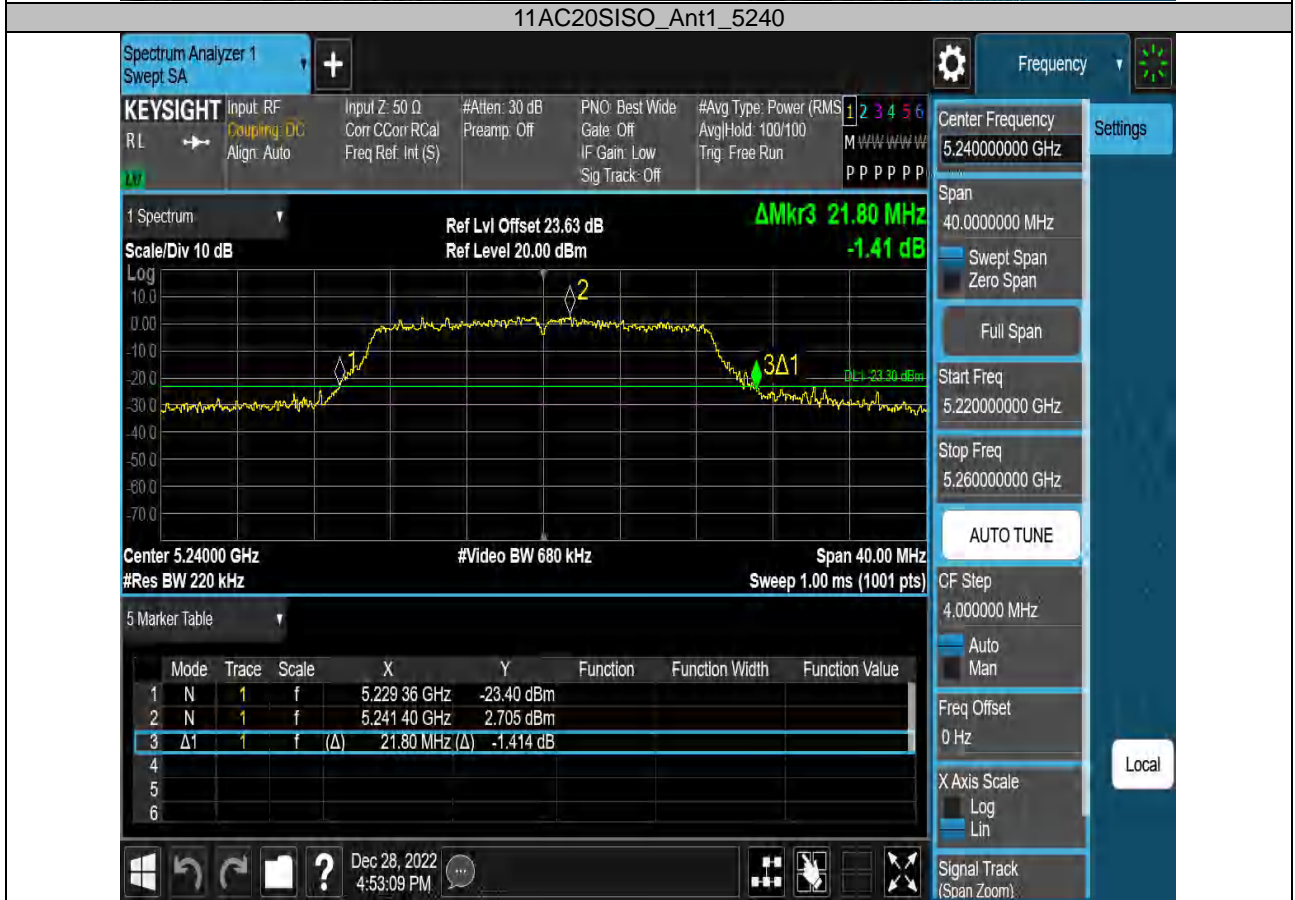 11AC20SISO_Ant1_5240
Spectrum Analyzer 1
Swept SA
Frequency
KEYSIGHT
RL
Input: RF
Coupling: DC
Align: Auto
Input Z: 50 Ω
Corr CCorr RCal
Freq Ref: Int (S)
#Atten: 30 dB
Preamp: Off
PNO: Best Wide
Gate: Off
IF Gain: Low
Sig Track: Off
#Avg Type: Power (RMS
Avg|Hold: 100/100
Trig: Free Run
1 2 3 4 5 6
M W W W W W
P P P P P P
1 Spectrum
Scale/Div 10 dB
Ref Lvl Offset 23.63 dB
Ref Level 20.00 dBm
ΔMkr3 21.80 MHz
-1.41 dB
Log
10.0
0.00
-10.0
-20.0
-30.0
-40.0
-50.0
-60.0
-70.0
1
2
3Δ1
DL1 -23.30 dBm
Center 5.24000 GHz
#Video BW 680 kHz
Span 40.00 MHz
#Res BW 220 kHz
Sweep 1.00 ms (1001 pts)
5 Marker Table
Mode Trace Scale X Y Function Function Width Function Value
1 N 1 f 5.229 36 GHz -23.40 dBm
2 N 1 f 5.241 40 GHz 2.705 dBm
3 Δ1 1 f (Δ) 21.80 MHz (Δ) -1.414 dB
4
5
6
?
Dec 28, 2022
4:53:09 PM
Center Frequency
5.240000000 GHz
Settings
Span
40.0000000 MHz
Swept Span
Zero Span
Full Span
Start Freq
5.220000000 GHz
Stop Freq
5.260000000 GHz
AUTO TUNE
CF Step
4.000000 MHz
Auto
Man
Freq Offset
0 Hz
X Axis Scale
Log
Lin
Local
Signal Track
(Span Zoom)